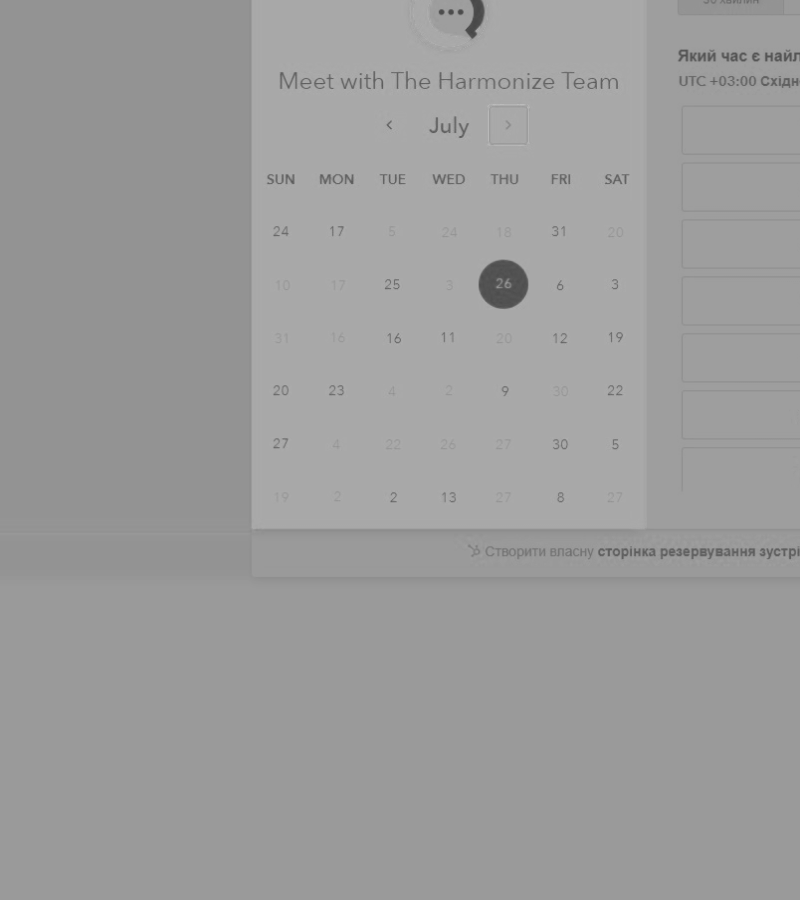 30 хвилин
Meet with The Harmonize Team
Який час є найл
UTC +03:00 Східн
July
SUN MON TUE WED THU FRI SAT
24 17 5 24 18 31 20
10 17 25 3 26 6 3
31 16 16 11 20 12 19
20 23 4 2 9 30 22
27 4 22 26 27 30 5
19 2 2 13 27 8 27
Створити власну сторінка резервування зустрі